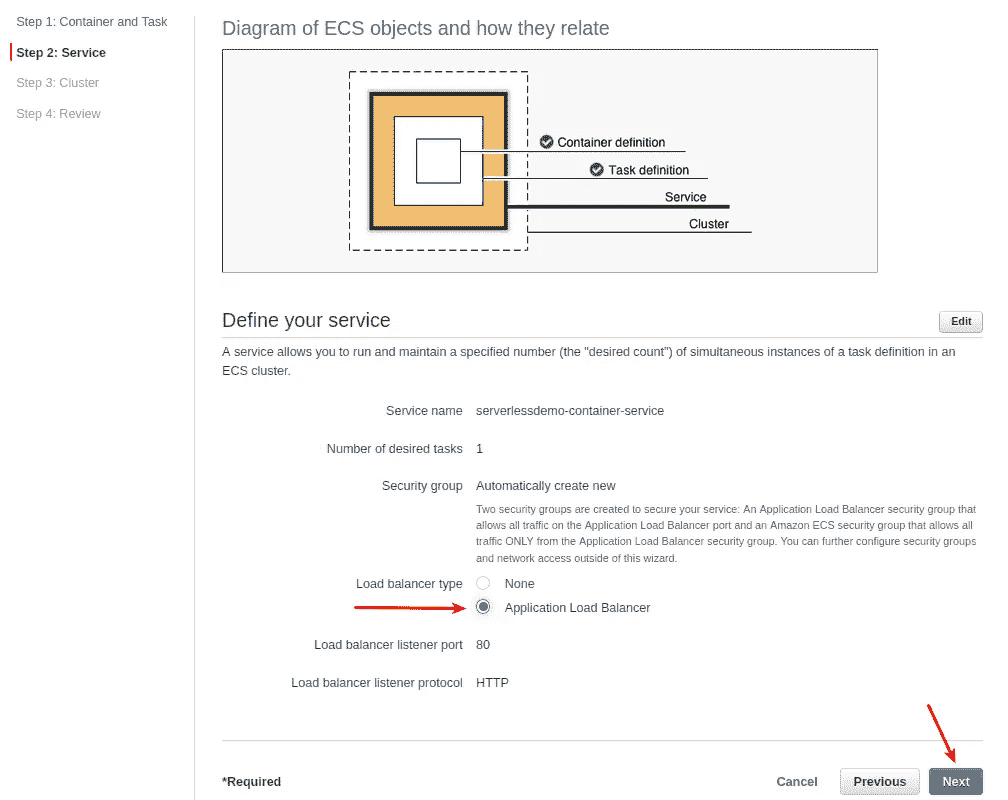 Step 1: Container and Task
Step 2: Service
Step 3: Cluster
Step 4: Review
Diagram of ECS objects and how they relate
Container definition
Task definition
Service
Cluster
Define your service
Edit
A service allows you to run and maintain a specified number (the "desired count") of simultaneous instances of a task definition in an
ECS cluster.
Service name serverlessdemo-container-service
Number of desired tasks 1
Security group Automatically create new
Two security groups are created to secure your service: An Application Load Balancer security group that
allows all traffic on the Application Load Balancer port and an Amazon ECS security group that allows all
traffic ONLY from the Application Load Balancer security group. You can further configure security groups
and network access outside of this wizard.
Load balancer type None
Application Load Balancer
Load balancer listener port 80
Load balancer listener protocol HTTP
*Required Cancel Previous Next